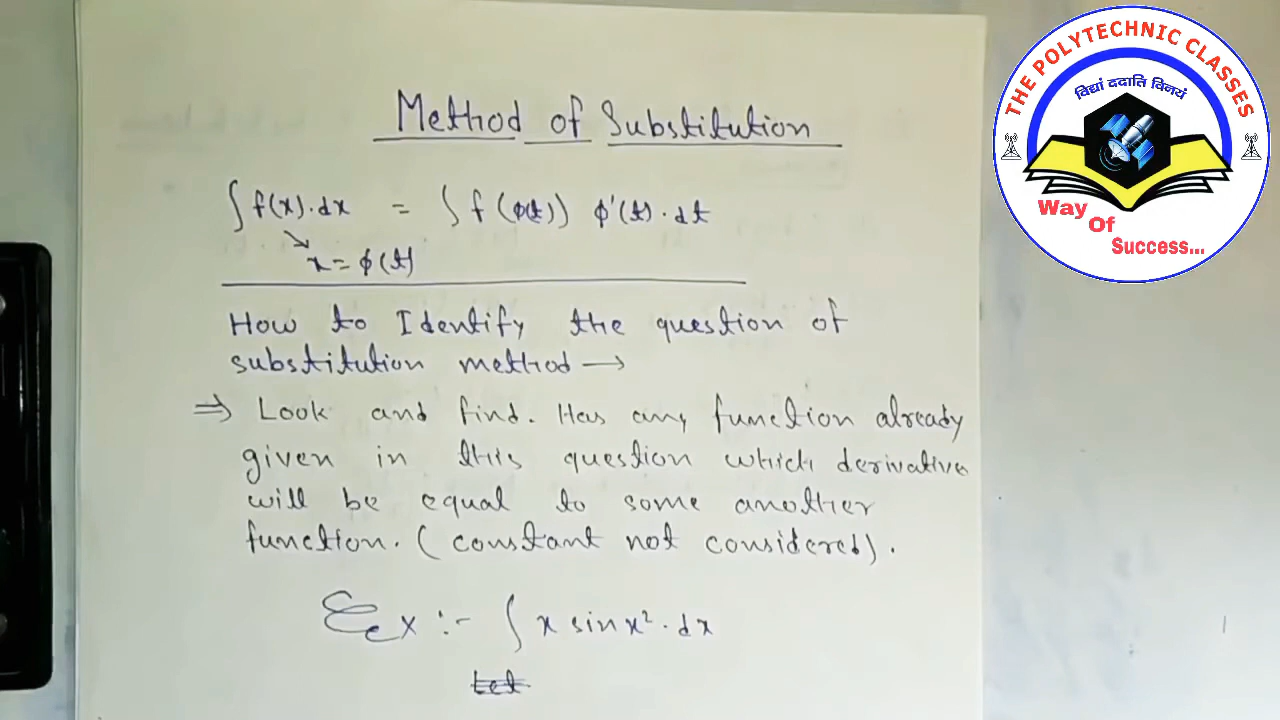 Method of Substitution
∫ f(x)·dx = ∫ f(ϕ(t)) ϕ'(t)·dt
x = ϕ(t)
How to Identify the question of
substitution method →
⇒ Look and find. Has any function already
given in this question which derivative
will be equal to some another
function. (constant not considered).
Ex :- ∫ x sin x²·dx
THE POLYTECHNIC CLASSES
विद्यां ददाति विनयं
Way
Of
Success...